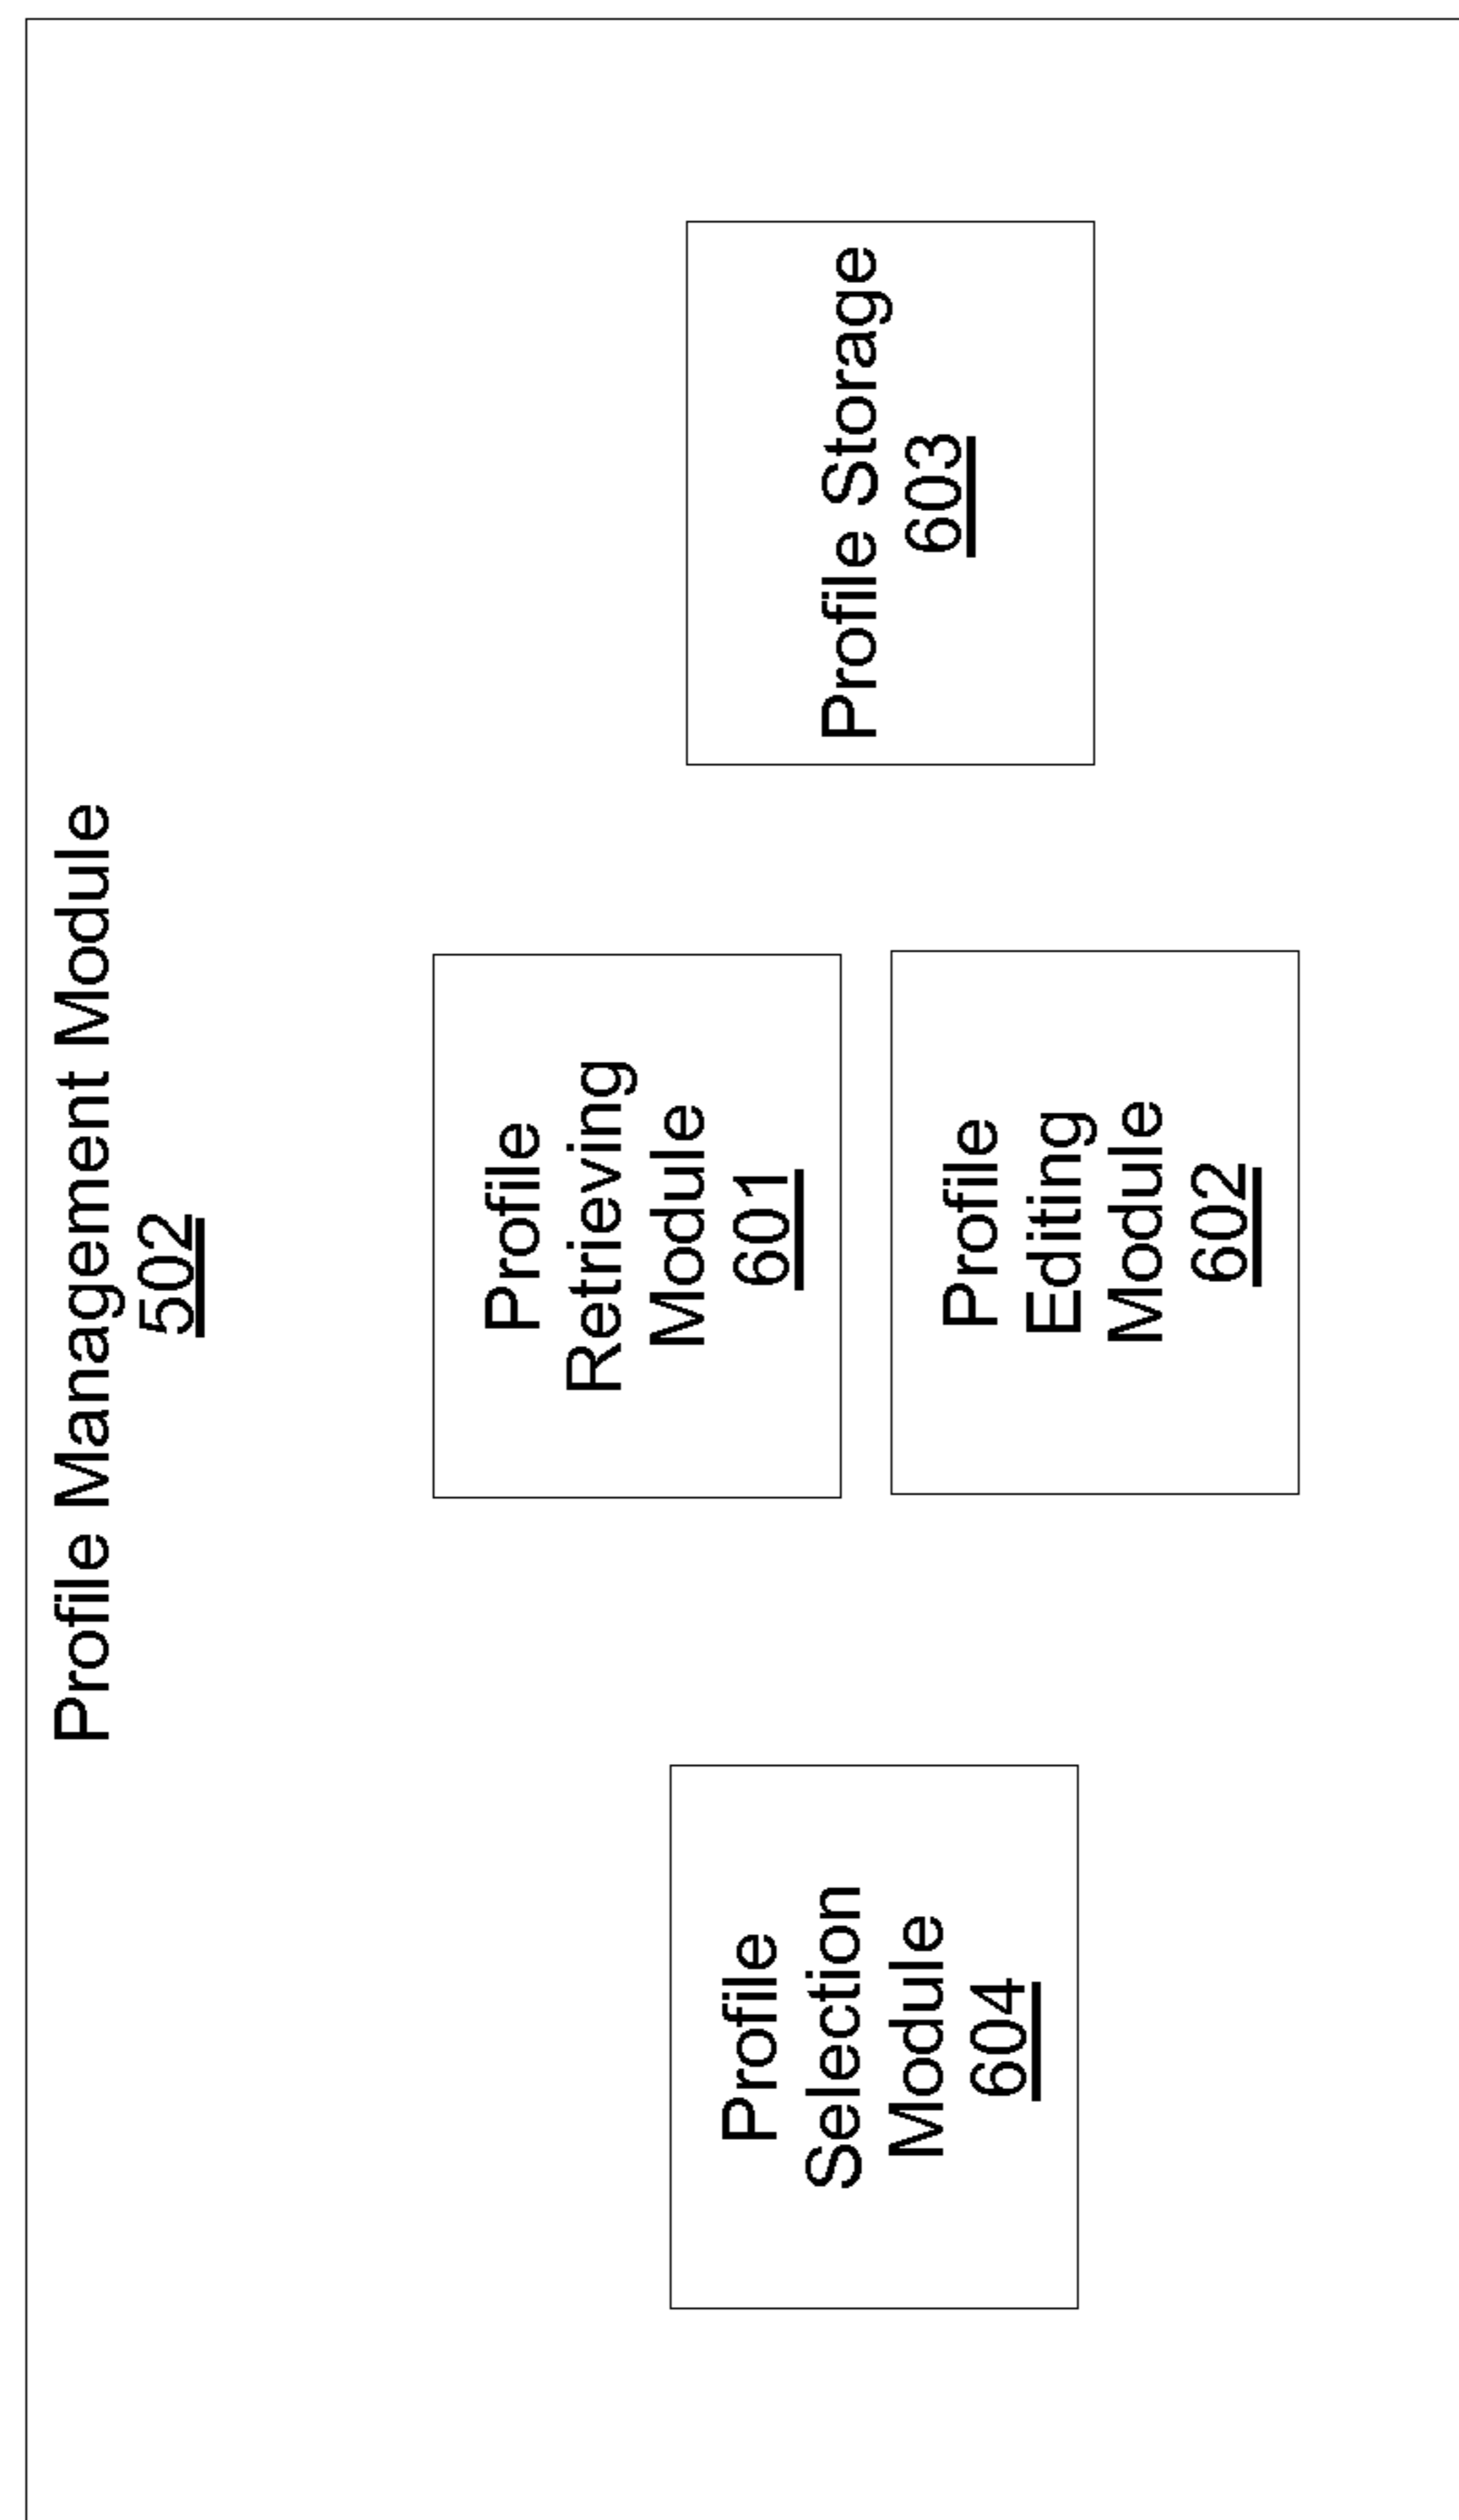 Profile Management Module
502
Profile
Selection
Module
604
Profile
Retrieving
Module
601
Profile
Editing
Module
602
Profile Storage
603